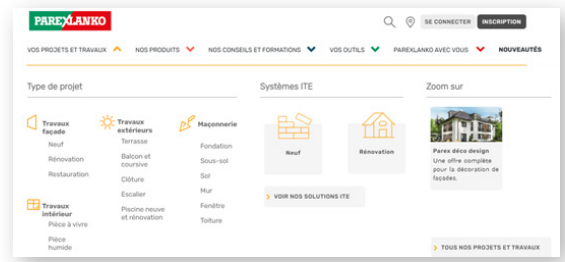 PAREXLANKO
SE CONNECTER
INSCRIPTION
VOS PROJETS ET TRAVAUX
NOS PRODUITS
NOS CONSEILS ET FORMATIONS
VOS OUTILS
PAREXLANKO AVEC VOUS
NOUVEAUTÉS
Type de projet
Travaux
façade
Neuf
Rénovation
Restauration
Travaux
intérieur
Pièce à vivre
Pièce
humide
Travaux
extérieurs
Terrasse
Balcon et
coursive
Clôture
Escalier
Piscine neuve
et rénovation
Maçonnerie
Fondation
Sous-sol
Sol
Mur
Fenêtre
Toiture
Systèmes ITE
Neuf
Rénovation
> VOIR NOS SOLUTIONS ITE
Zoom sur
Parex déco design
Une offre complète
pour la décoration de
façades.
> TOUS NOS PROJETS ET TRAVAUX